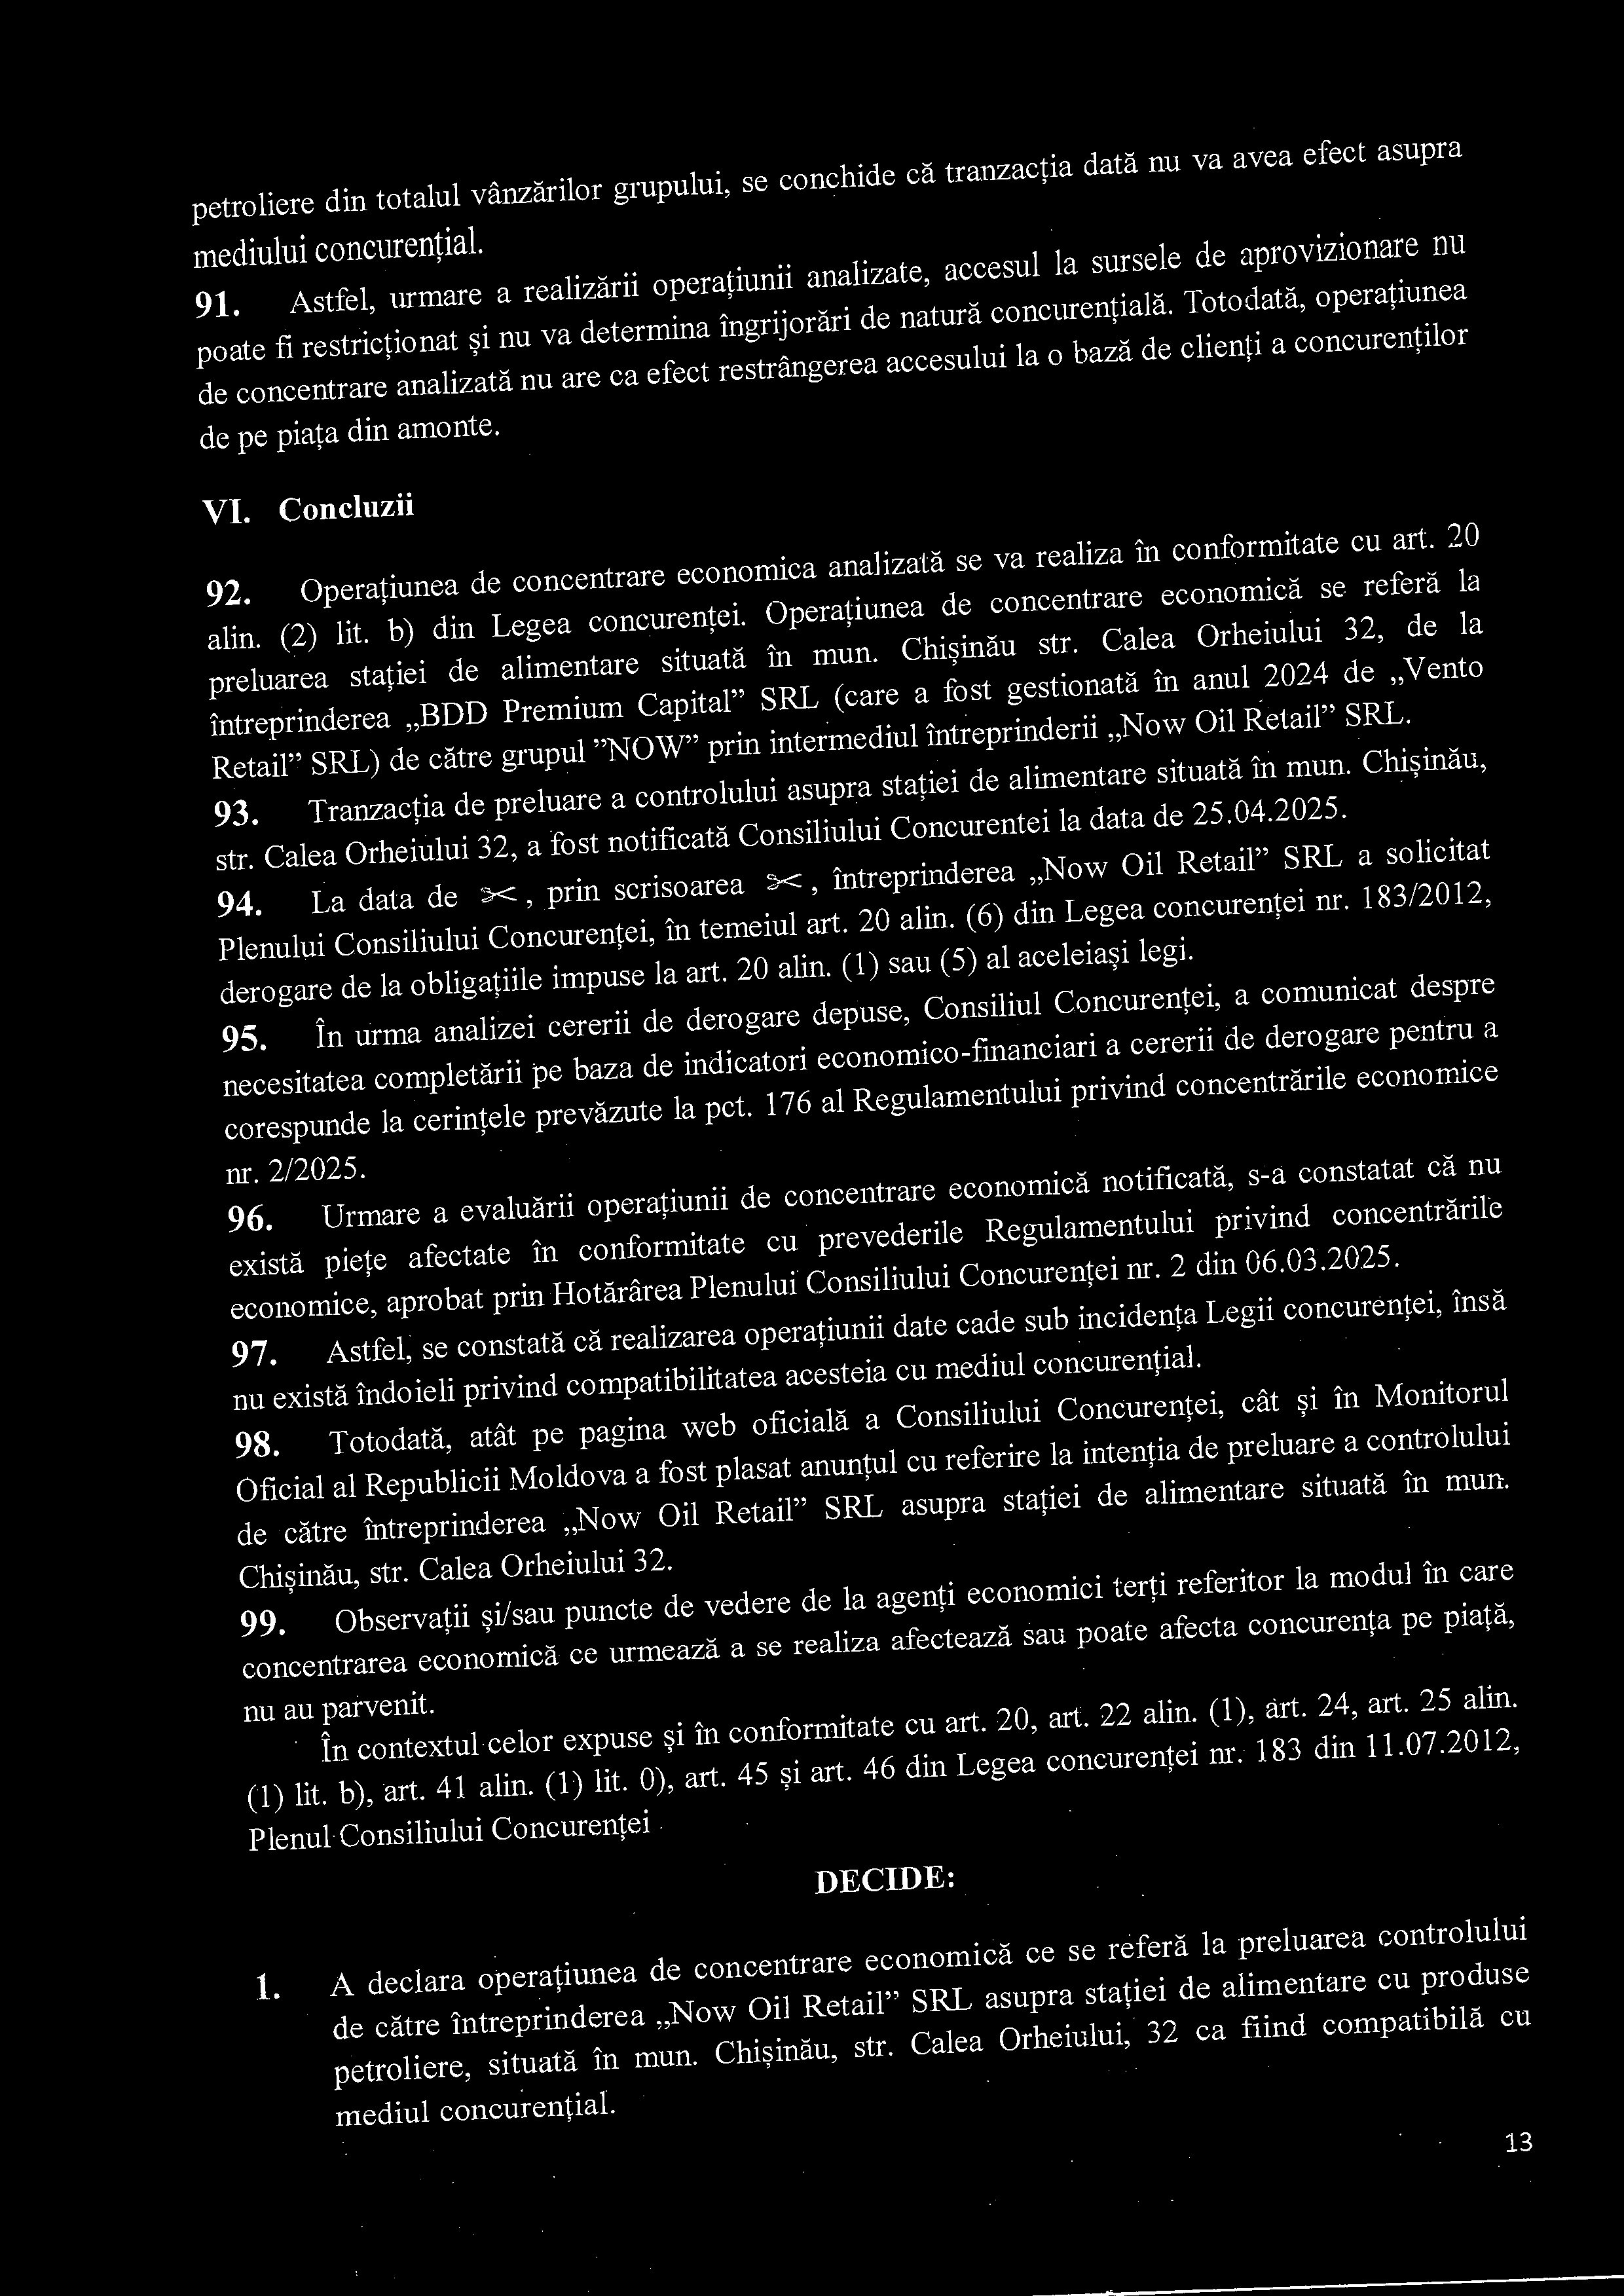 petroliere din totalul vânzărilor grupului, se conchide că tranzacția dată nu va avea efect asupra
mediului concurențial.
91. Astfel, urmare a realizării operațiunii analizate, accesul la sursele de aprovizionare nu
poate fi restricționat și nu va determina îngrijorări de natură concurențială. Totodată, operațiunea
de concentrare analizată nu are ca efect restrângerea accesului la o bază de clienți a concurenților
de pe piața din amonte.
VI. Concluzii
92. Operațiunea de concentrare economica analizată se va realiza în conformitate cu art. 20
alin. (2) lit. b) din Legea concurenței. Operațiunea de concentrare economică se referă la
preluarea stației de alimentare situată în mun. Chișinău str. Calea Orheiului 32, de la
întreprinderea „BDD Premium Capital” SRL (care a fost gestionată în anul 2024 de „Vento
Retail” SRL) de către grupul ”NOW” prin intermediul întreprinderii „Now Oil Retail” SRL.
93. Tranzacția de preluare a controlului asupra stației de alimentare situată în mun. Chișinău,
str. Calea Orheiului 32, a fost notificată Consiliului Concurentei la data de 25.04.2025.
94. La data de ✂, prin scrisoarea ✂, întreprinderea „Now Oil Retail” SRL a solicitat
Plenului Consiliului Concurenței, în temeiul art. 20 alin. (6) din Legea concurenței nr. 183/2012,
derogare de la obligațiile impuse la art. 20 alin. (1) sau (5) al aceleiași legi.
95. În urma analizei cererii de derogare depuse, Consiliul Concurenței, a comunicat despre
necesitatea completării pe baza de indicatori economico-financiari a cererii de derogare pentru a
corespunde la cerințele prevăzute la pct. 176 al Regulamentului privind concentrările economice
nr. 2/2025.
96. Urmare a evaluării operațiunii de concentrare economică notificată, s-a constatat că nu
există piețe afectate în conformitate cu prevederile Regulamentului privind concentrările
economice, aprobat prin Hotărârea Plenului Consiliului Concurenței nr. 2 din 06.03.2025.
97. Astfel, se constată că realizarea operațiunii date cade sub incidența Legii concurenței, însă
nu există îndoieli privind compatibilitatea acesteia cu mediul concurențial.
98. Totodată, atât pe pagina web oficială a Consiliului Concurenței, cât și în Monitorul
Oficial al Republicii Moldova a fost plasat anunțul cu referire la intenția de preluare a controlului
de către întreprinderea „Now Oil Retail” SRL asupra stației de alimentare situată în mun.
Chișinău, str. Calea Orheiului 32.
99. Observații și/sau puncte de vedere de la agenți economici terți referitor la modul în care
concentrarea economică ce urmează a se realiza afectează sau poate afecta concurența pe piață,
nu au parvenit.
În contextul celor expuse și în conformitate cu art. 20, art. 22 alin. (1), art. 24, art. 25 alin.
(1) lit. b), art. 41 alin. (1) lit. 0), art. 45 și art. 46 din Legea concurenței nr. 183 din 11.07.2012,
Plenul Consiliului Concurenței
DECIDE:
1. A declara operațiunea de concentrare economică ce se referă la preluarea controlului
de către întreprinderea „Now Oil Retail” SRL asupra stației de alimentare cu produse
petroliere, situată în mun. Chișinău, str. Calea Orheiului, 32 ca fiind compatibilă cu
mediul concurențial.
13